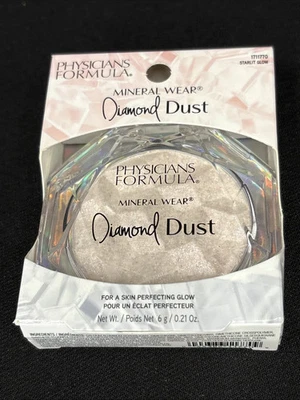 PHYSICIANS
FORMULA®
1711770
STARLIT GLOW
MINERAL WEAR®
Diamond Dust
PHYSICIANS
FORMULA®
MINERAL WEAR®
Diamond Dust
FOR A SKIN PERFECTING GLOW
POUR UN ÉCLAT PERFECTEUR
Net Wt. / Poids Net 6 g / 0.21 Oz.